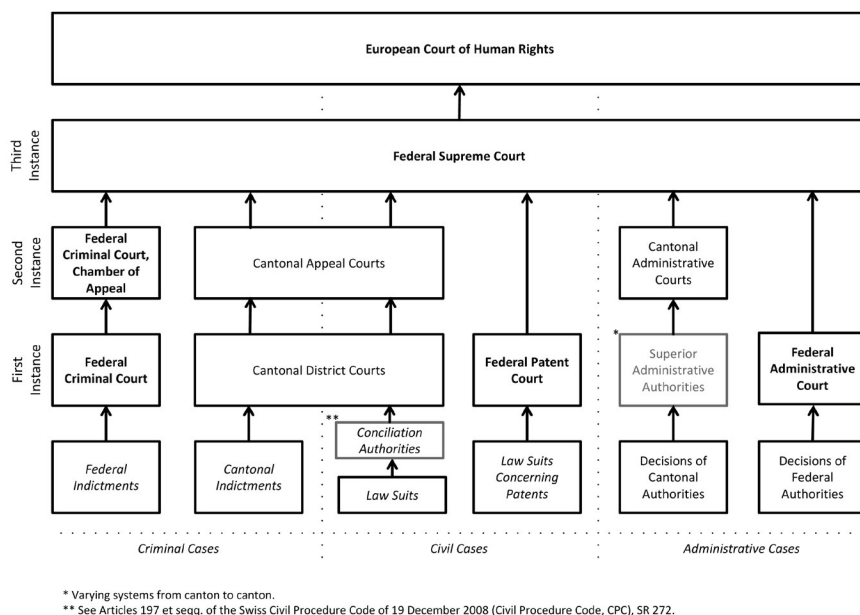 European Court of Human Rights
Third
Instance
Federal Supreme Court
Second
Instance
Federal
Criminal Court,
Chamber of
Appeal
Cantonal Appeal Courts
Cantonal
Administrative
Courts
First
Instance
Federal
Criminal Court
Cantonal District Courts
Federal Patent
Court
*
Superior
Administrative
Authorities
Federal
Administrative
Court
**
Conciliation
Authorities
Federal
Indictments
Cantonal
Indictments
Law Suits
Law Suits
Concerning
Patents
Decisions of
Cantonal
Authorities
Decisions of
Federal
Authorities
Criminal Cases
Civil Cases
Administrative Cases
* Varying systems from canton to canton.
** See Articles 197 et seqq. of the Swiss Civil Procedure Code of 19 December 2008 (Civil Procedure Code, CPC), SR 272.